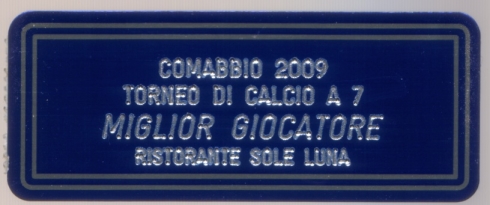 COMABBIO 2009
TORNEO DI CALCIO A 7
MIGLIOR GIOCATORE
RISTORANTE SOLE LUNA